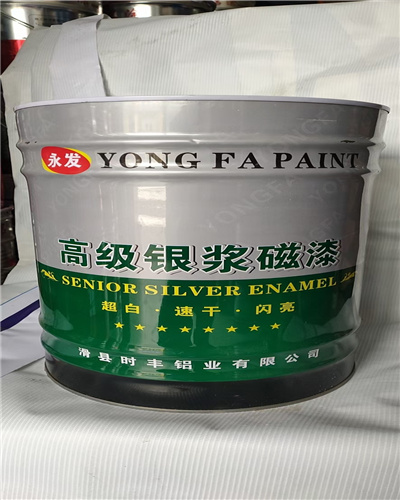 永发 YONG FA PAINT
高级银浆磁漆
SENIOR SILVER ENAMEL
超白·速干·闪亮
滑县时丰铝业有限公司